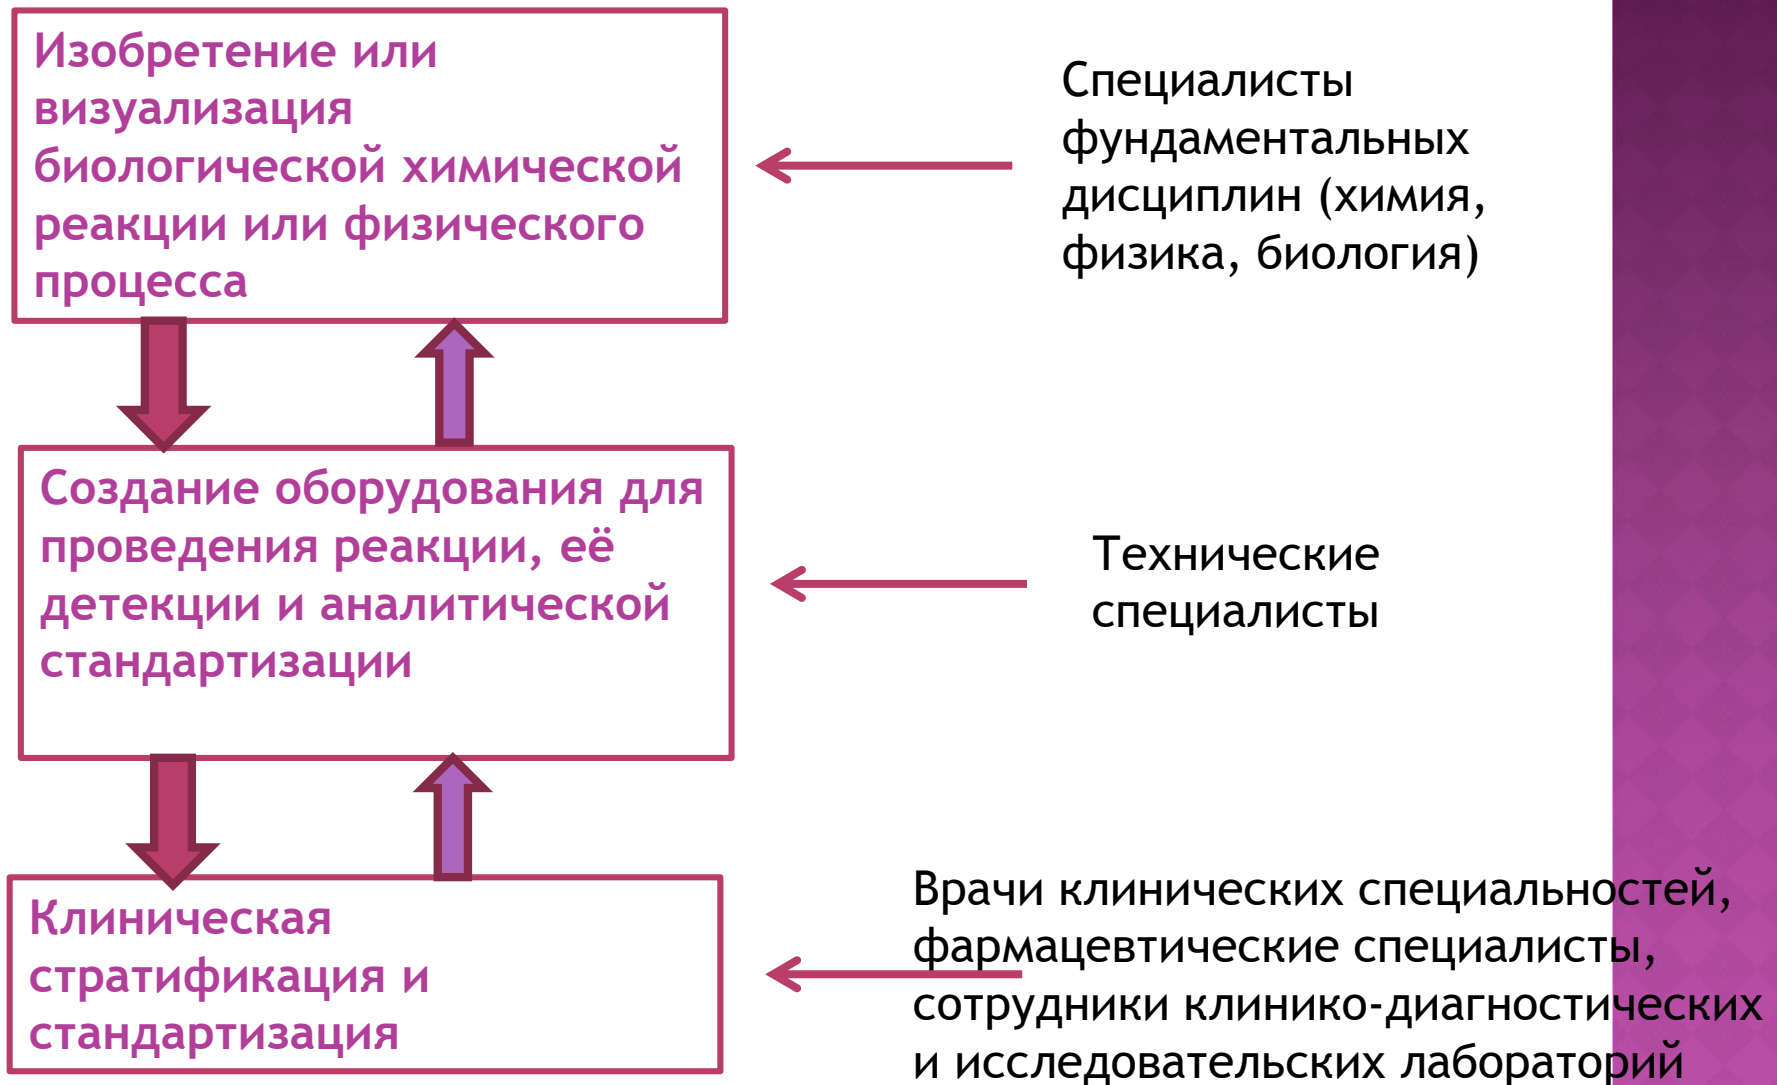 Изобретение или
визуализация
биологической химической
реакции или физического
процесса
Специалисты
фундаментальных
дисциплин (химия,
физика, биология)
Создание оборудования для
проведения реакции, её
детекции и аналитической
стандартизации
Технические
специалисты
Клиническая
стратификация и
стандартизация
Врачи клинических специальностей,
фармацевтические специалисты,
сотрудники клинико-диагностических
и исследовательских лабораторий